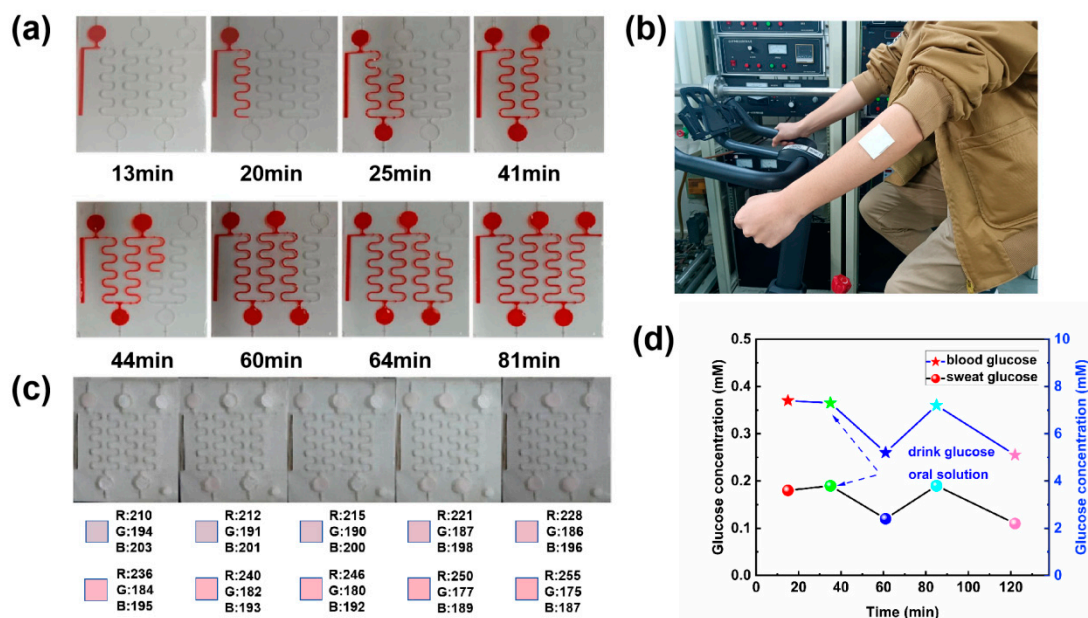 (a)
13min 20min 25min 41min
44min 60min 64min 81min
(b)
(c)
R:210 R:212 R:215 R:221 R:228
G:194 G:191 G:190 G:187 G:186
B:203 B:201 B:200 B:198 B:196
R:236 R:240 R:246 R:250 R:255
G:184 G:182 G:180 G:177 G:175
B:195 B:193 B:192 B:189 B:187
(d)
Glucose concentration (mM)
0.5
0.4
0.3
0.2
0.1
0.0
blood glucose
sweat glucose
drink glucose
oral solution
10
8
6
4
2
0
Glucose concentration (mM)
0 20 40 60 80 100 120
Time (min)